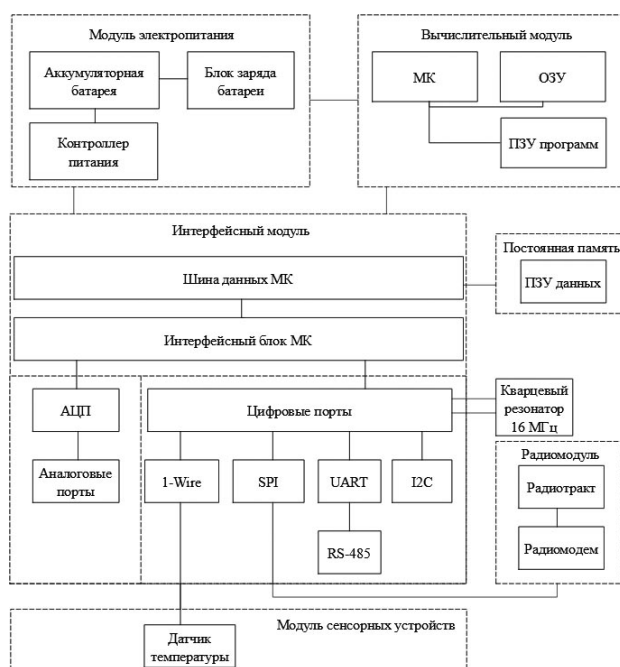 Модуль электропитания
Аккумуляторная
батарея
Блок заряда
батареи
Контроллер
питания
Вычислительный модуль
МК
ОЗУ
ПЗУ программ
Интерфейсный модуль
Шина данных МК
Интерфейсный блок МК
Постоянная память
ПЗУ данных
АЦП
Аналоговые
порты
Цифровые порты
1-Wire
SPI
UART
I2C
RS-485
Кварцевый
резонатор
16 МГц
Радиомодуль
Радиотракт
Радиомодем
Модуль сенсорных устройств
Датчик
температуры